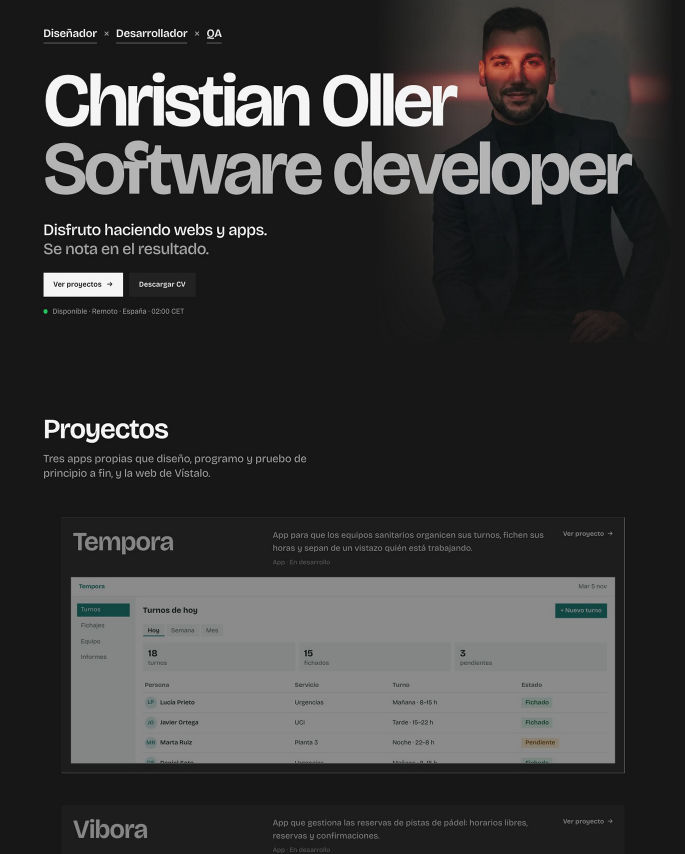 Diseñador × Desarrollador × QA
Christian Oller
Software developer
Disfruto haciendo webs y apps.
Se nota en el resultado.
Ver proyectos → Descargar CV
Disponible · Remoto · España · 02:00 CET
Proyectos
Tres apps propias que diseño, programo y pruebo de
principio a fin, y la web de Vístalo.
Tempora
App para que los equipos sanitarios organicen sus turnos, fichen sus
horas y sepan de un vistazo quién está trabajando.
App · En desarrollo
Ver proyecto →
Tempora Mar 5 nov
Turnos
Fichajes
Equipo
Informes
Turnos de hoy + Nuevo turno
Hoy Semana Mes
18 15 3
turnos fichados pendientes
Persona Servicio Turno Estado
LP Lucía Prieto Urgencias Mañana · 8–15 h Fichado
JO Javier Ortega UCI Tarde · 15–22 h Fichado
MR Marta Ruiz Planta 3 Noche · 22–8 h Pendiente
Vibora
App que gestiona las reservas de pistas de pádel: horarios libres,
reservas y confirmaciones.
App · En desarrollo
Ver proyecto →